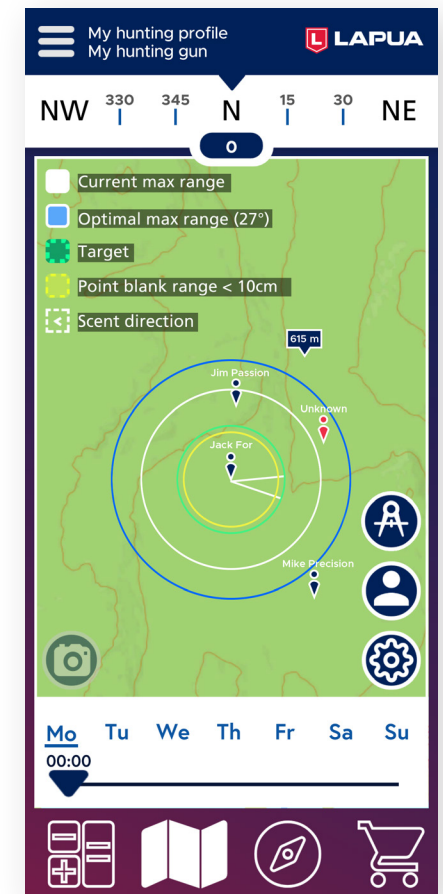 My hunting profile
My hunting gun
L LAPUA
NW 330 345 N 15 30 NE
0
Current max range
Optimal max range (27°)
Target
Point blank range < 10cm
Scent direction
615 m
Jim Passion
Unknown
Jack For
Mike Precision
Mo Tu We Th Fr Sa Su
00:00